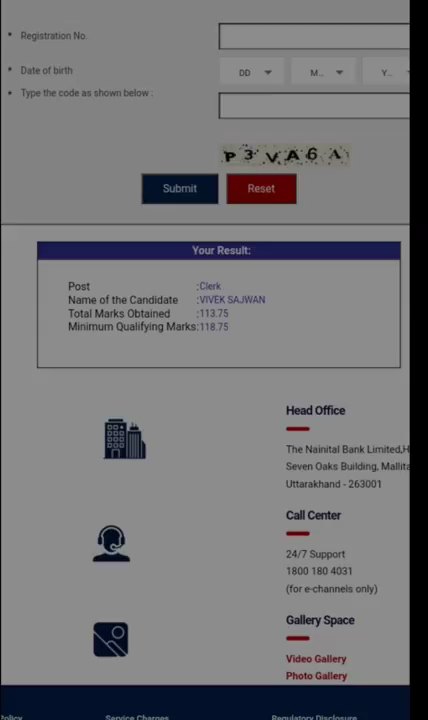 Registration No.
Date of birth
DD
M...
Y...
Type the code as shown below :
P 3 V A 6 A
Submit
Reset
Your Result:
Post :Clerk
Name of the Candidate :VIVEK SAJWAN
Total Marks Obtained :113.75
Minimum Qualifying Marks:118.75
Head Office
The Nainital Bank Limited,H
Seven Oaks Building, Mallita
Uttarakhand - 263001
Call Center
24/7 Support
1800 180 4031
(for e-channels only)
Gallery Space
Video Gallery
Photo Gallery
Policy
Service Charges
Regulatory Disclosure